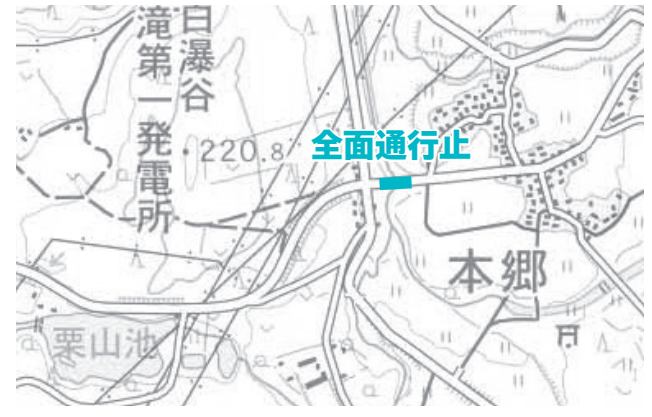 白瀑谷
滝第一発電所
220.8
全面通行止
本郷
栗山池